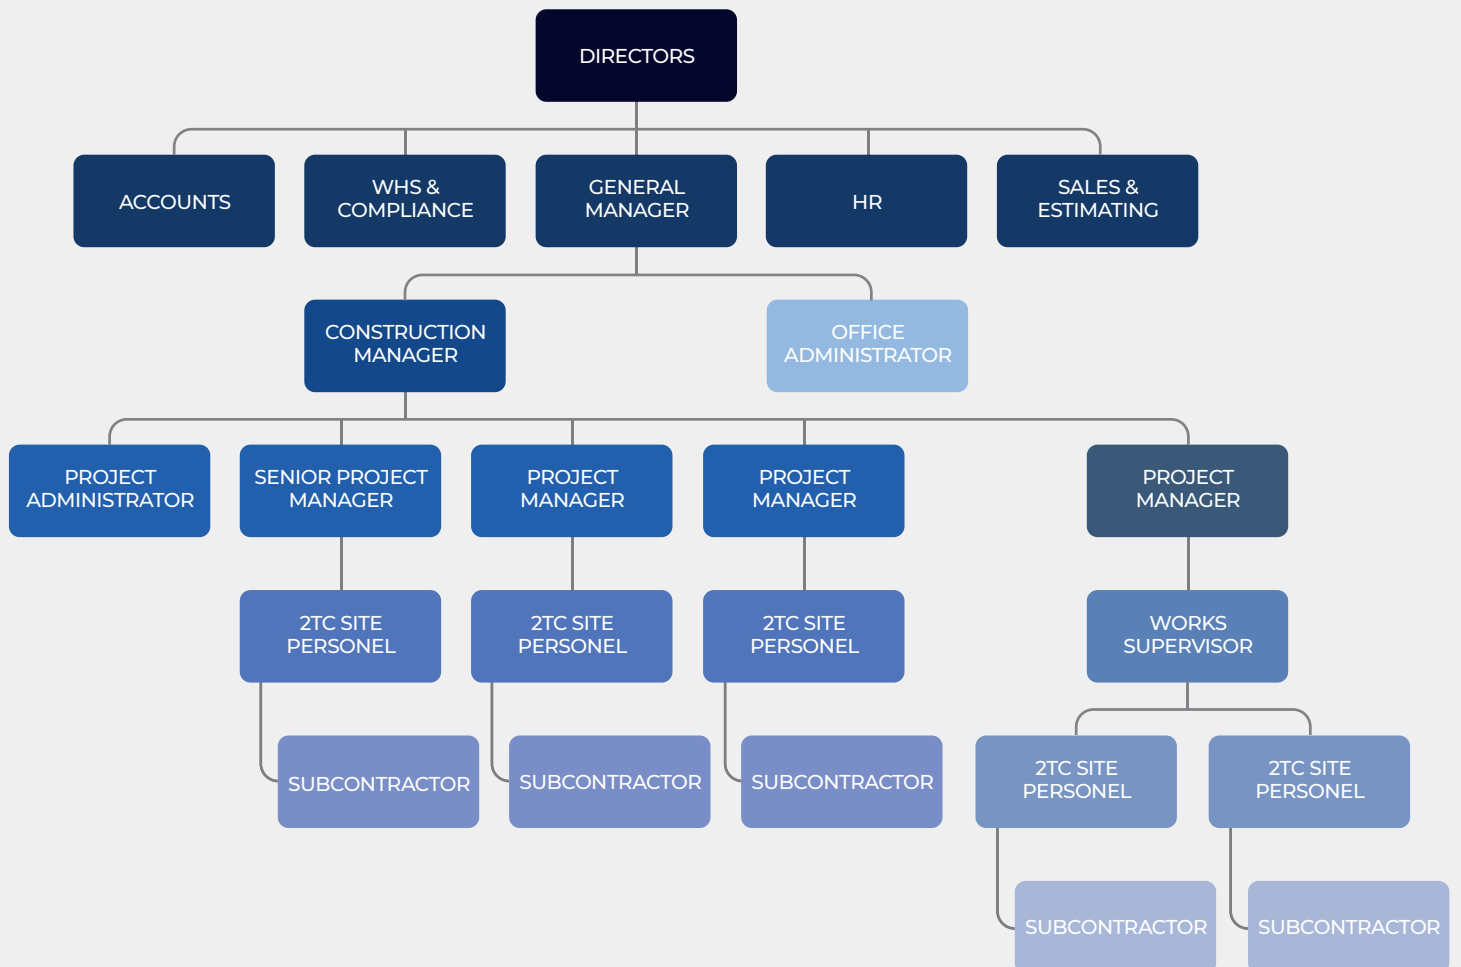 DIRECTORS
ACCOUNTS
WHS &
COMPLIANCE
GENERAL
MANAGER
HR
SALES &
ESTIMATING
CONSTRUCTION
MANAGER
OFFICE
ADMINISTRATOR
PROJECT
ADMINISTRATOR
SENIOR PROJECT
MANAGER
PROJECT
MANAGER
PROJECT
MANAGER
PROJECT
MANAGER
2TC SITE
PERSONEL
2TC SITE
PERSONEL
2TC SITE
PERSONEL
WORKS
SUPERVISOR
SUBCONTRACTOR
SUBCONTRACTOR
SUBCONTRACTOR
2TC SITE
PERSONEL
2TC SITE
PERSONEL
SUBCONTRACTOR
SUBCONTRACTOR